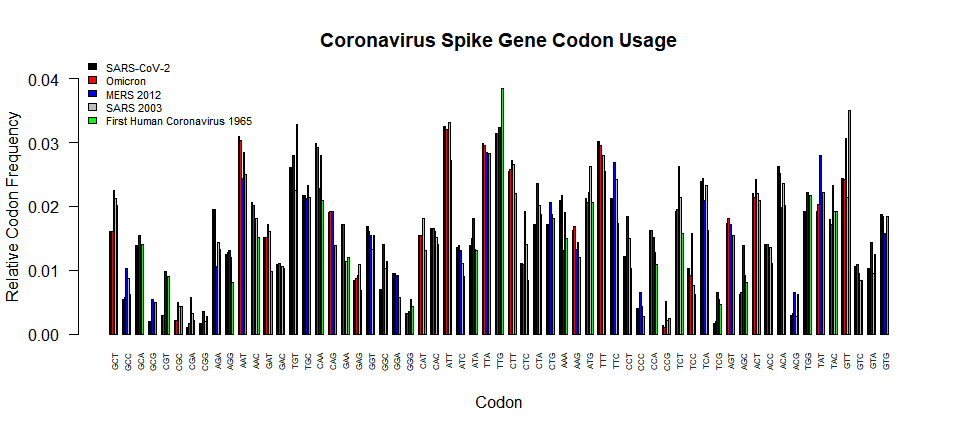 Coronavirus Spike Gene Codon Usage
SARS-CoV-2
Omicron
MERS 2012
SARS 2003
First Human Coronavirus 1965
Relative Codon Frequency
0.04
0.03
0.02
0.01
0.00
GCT GCC GCA GCG CGT CGC CGA CGG AGA AGG AAT AAC GAT GAC TGT TGC CAA CAG GAA GAG GGT GGC GGA GGG CAT CAC ATT ATC ATA TTA TTG CTT CTC CTA CTG AAA AAG ATG TTT TTC CCT CCC CCA CCG TCT TCC TCA TCG AGT AGC ACT ACC ACA ACG TGG TAT TAC GTT GTC GTA GTG
Codon